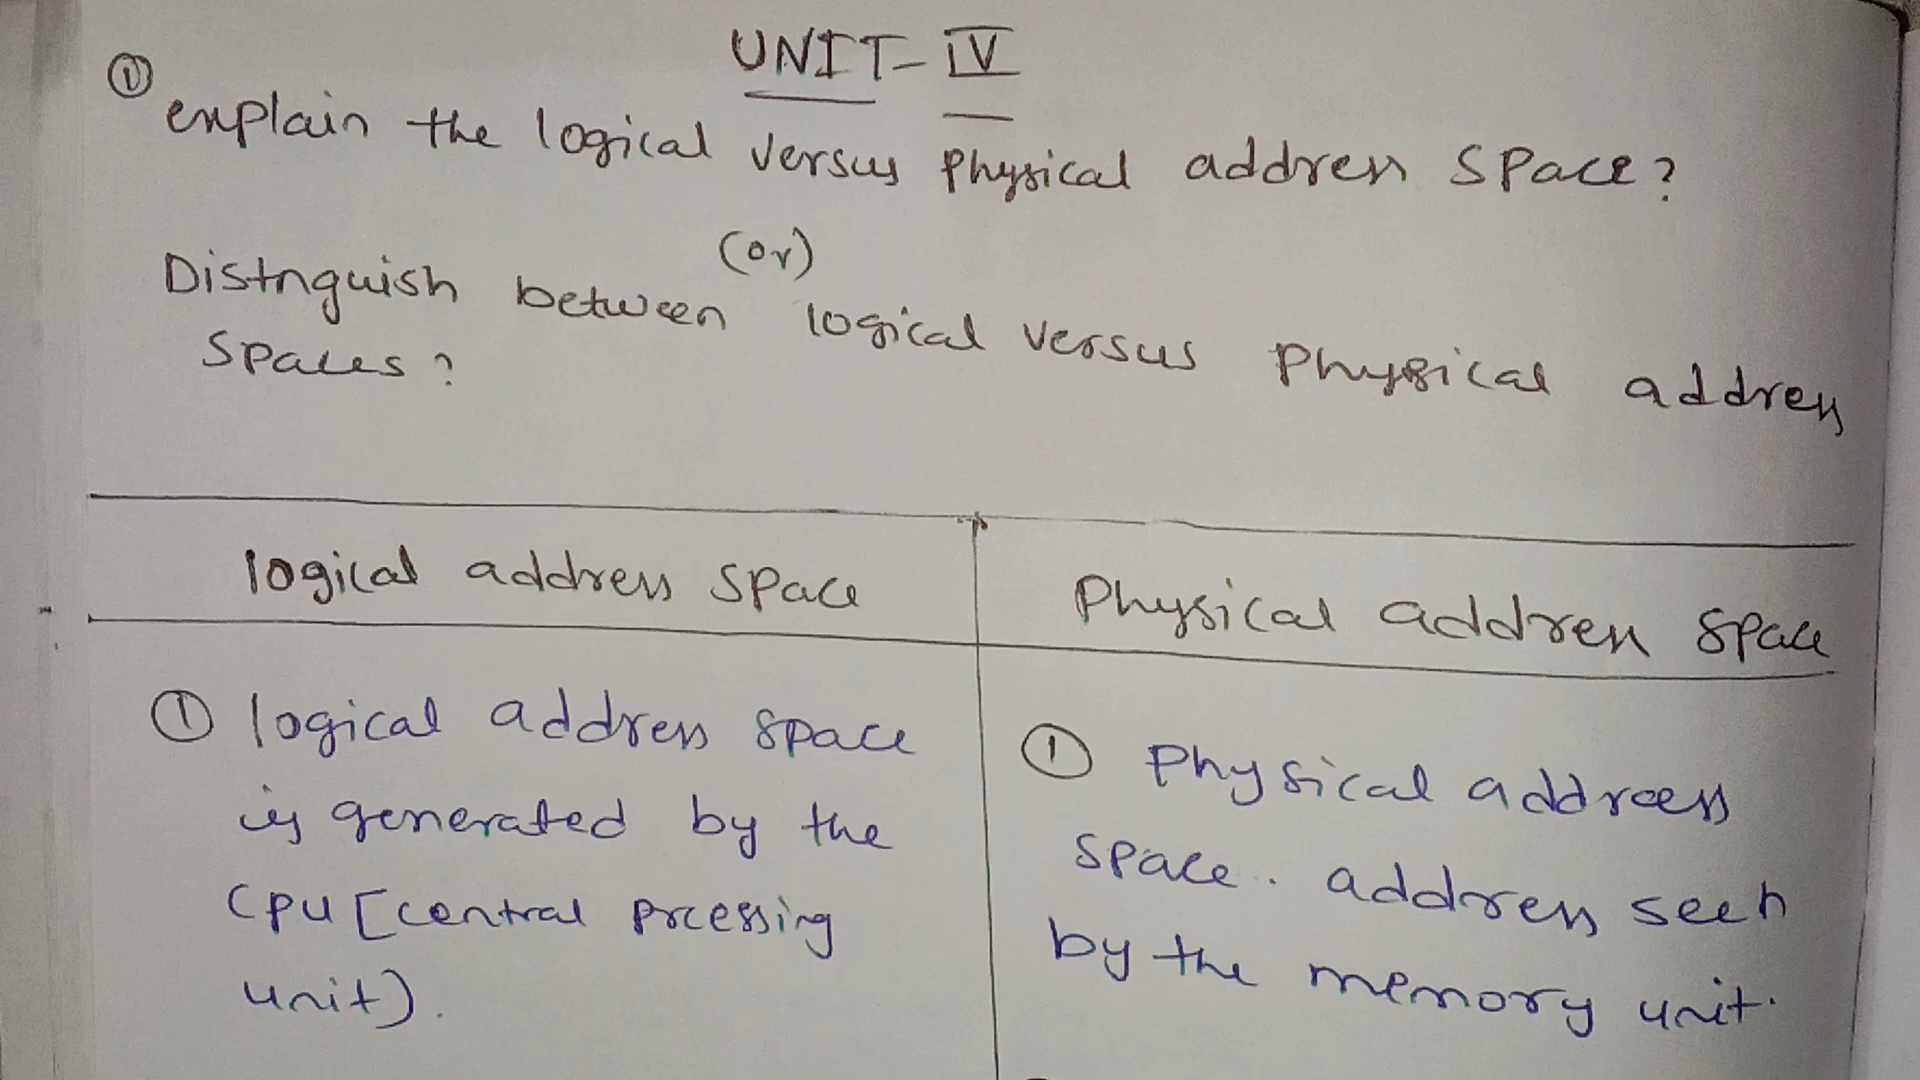 UNIT-IV
① explain the logical versus physical address space?
(or)
Distnguish between logical versus Physical address
spaces?
logical address space
Physical address space
① logical address space
is generated by the
cpu [central prcessing
unit).
① Physical address
space. address seen
by the memory unit.